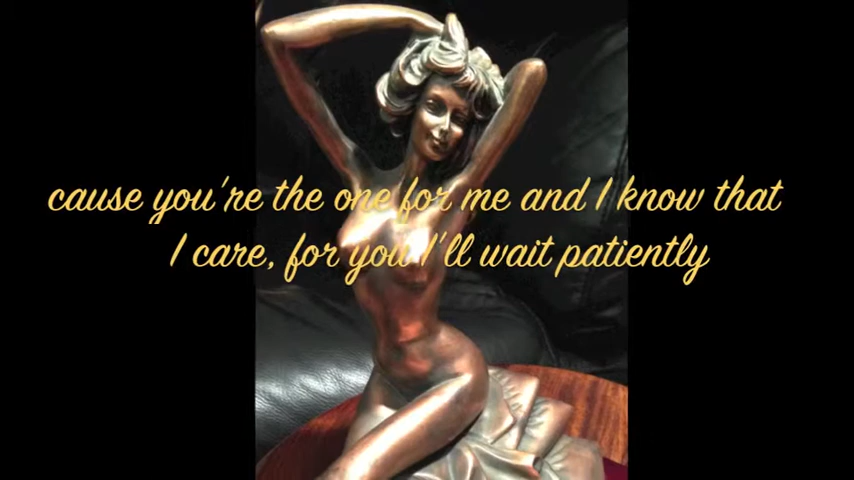 cause you're the one for me and I know that
I care, for you I'll wait patiently